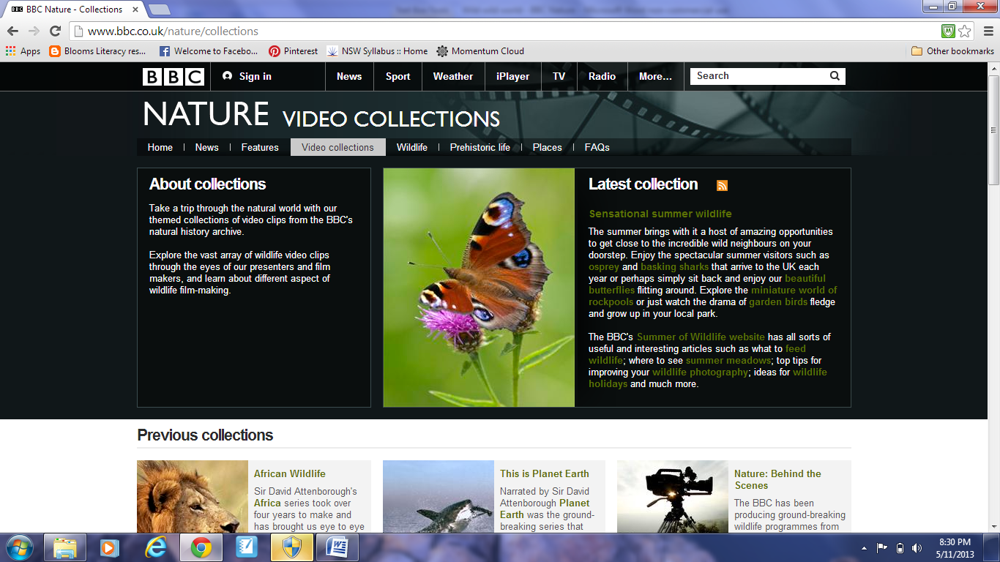 BBC Nature - Collections
www.bbc.co.uk/nature/collections
Apps Blooms Literacy res... Welcome to Facebo... Pinterest NSW Syllabus :: Home Momentum Cloud Other bookmarks
BBC Sign in News Sport Weather iPlayer TV Radio More... Search
NATURE VIDEO COLLECTIONS
Home News Features Video collections Wildlife Prehistoric life Places FAQs
About collections
Take a trip through the natural world with our
themed collections of video clips from the BBC's
natural history archive.
Explore the vast array of wildlife video clips
through the eyes of our presenters and film
makers, and learn about different aspect of
wildlife film-making.
Latest collection
Sensational summer wildlife
The summer brings with it a host of amazing opportunities
to get close to the incredible wild neighbours on your
doorstep. Enjoy the spectacular summer visitors such as
osprey and basking sharks that arrive to the UK each
year or perhaps simply sit back and enjoy our beautiful
butterflies flitting around. Explore the miniature world of
rockpools or just watch the drama of garden birds fledge
and grow up in your local park.
The BBC's Summer of Wildlife website has all sorts of
useful and interesting articles such as what to feed
wildlife; where to see summer meadows; top tips for
improving your wildlife photography; ideas for wildlife
holidays and much more.
Previous collections
African Wildlife
Sir David Attenborough's
Africa series took over
four years to make and
has brought us eye to eye
This is Planet Earth
Narrated by Sir David
Attenborough Planet
Earth was the ground-
breaking series that
Nature: Behind the
Scenes
The BBC has been
producing ground-breaking
wildlife programmes from
8:30 PM
5/11/2013